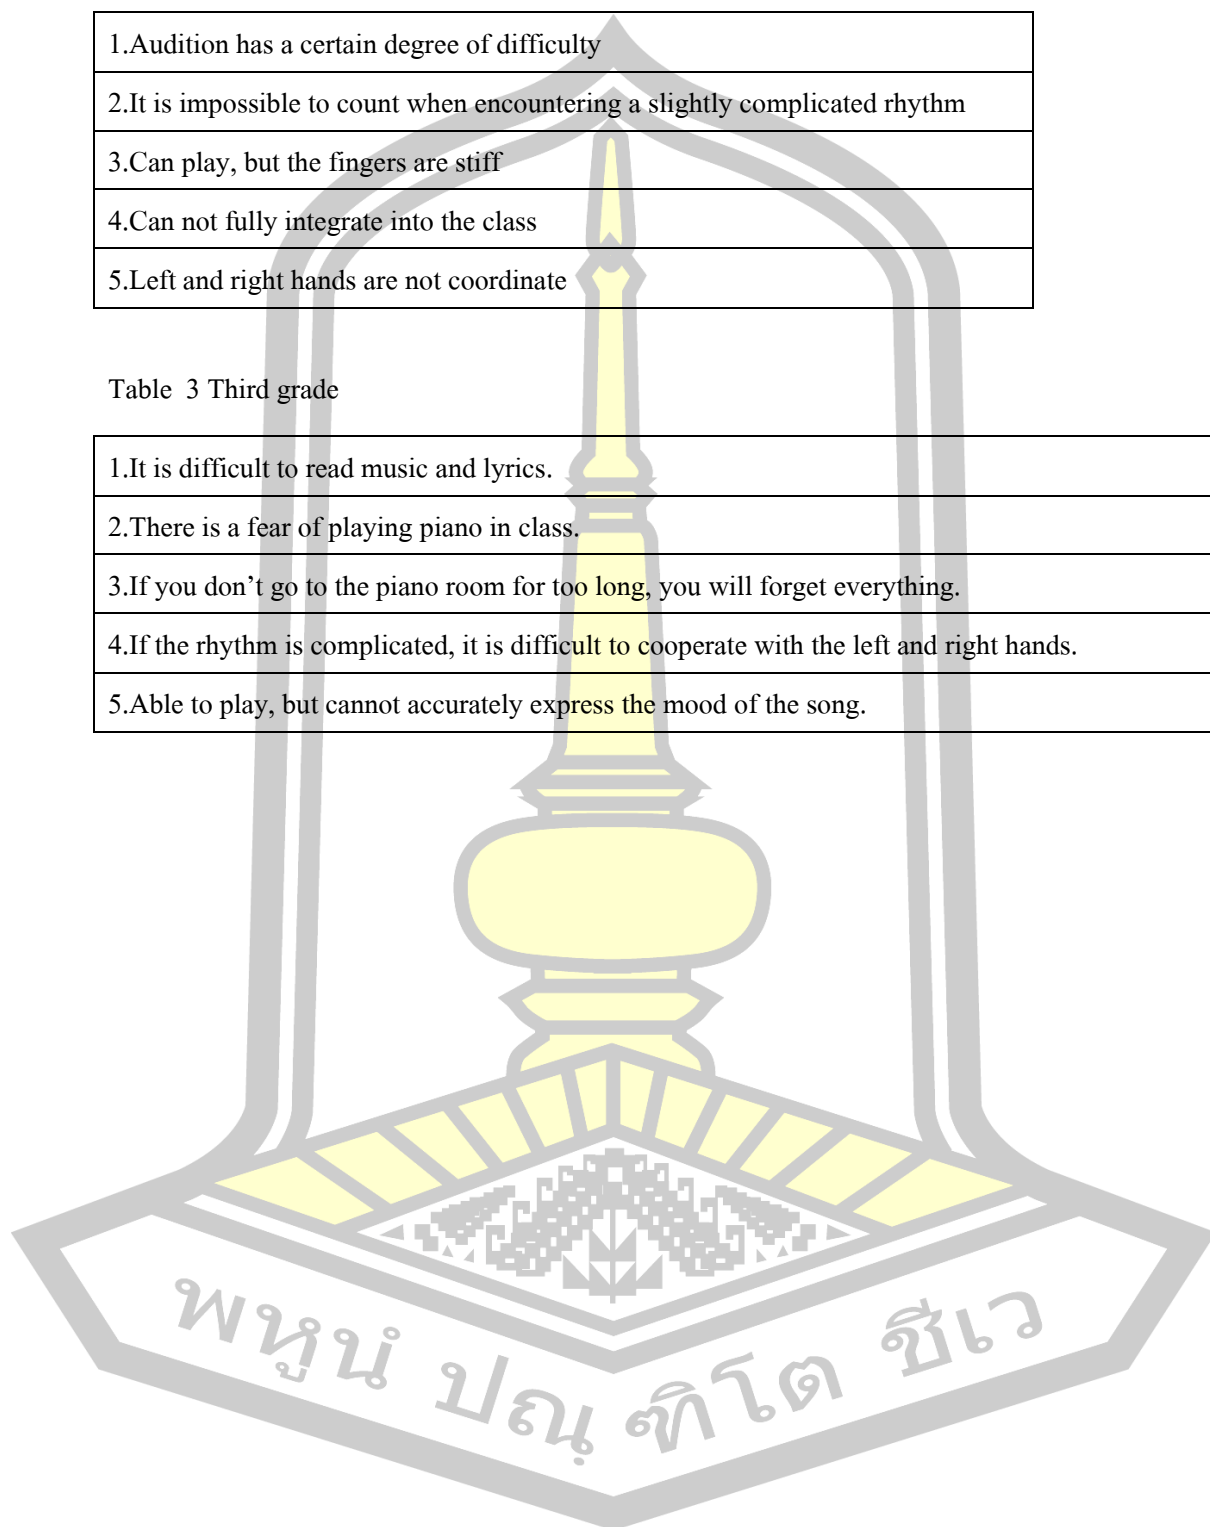 1.Audition has a certain degree of difficulty
2.It is impossible to count when encountering a slightly complicated rhythm
3.Can play, but the fingers are stiff
4.Can not fully integrate into the class
5.Left and right hands are not coordinate
Table 3 Third grade
1.It is difficult to read music and lyrics.
2.There is a fear of playing piano in class.
3.If you don’t go to the piano room for too long, you will forget everything.
4.If the rhythm is complicated, it is difficult to cooperate with the left and right hands.
5.Able to play, but cannot accurately express the mood of the song.
พหูนํ ปณฺฑิโต ชีเว